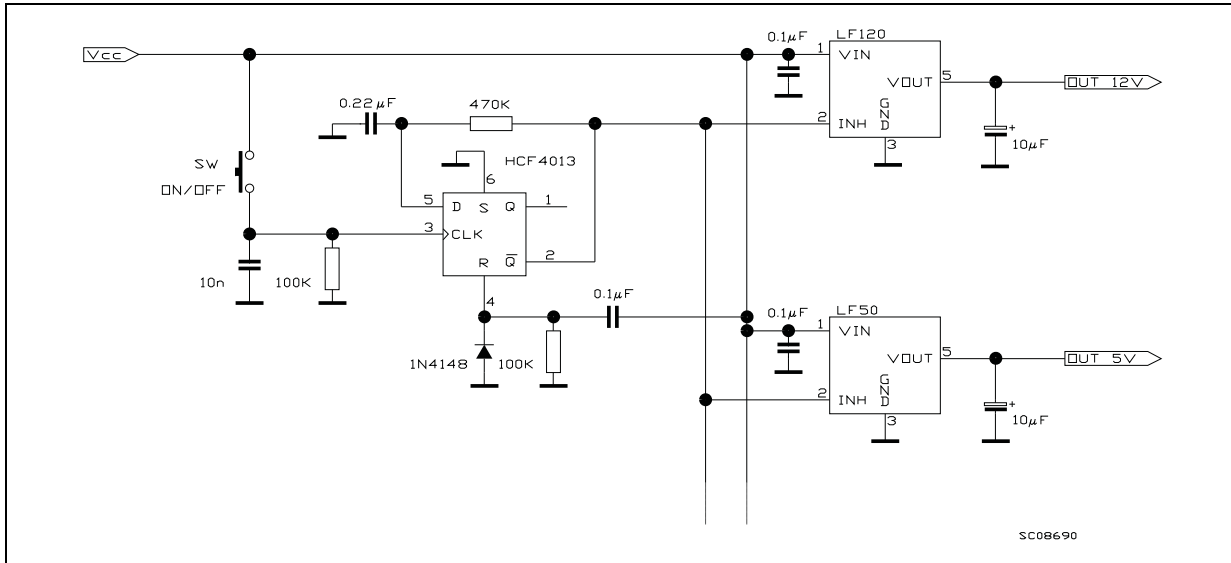 LF120
0.1µF
Vcc
1
VIN
VOUT
5
OUT 12V
GND
0.22µF
470K
2
INH
3
+
10µF
HCF4013
6
SW
ON/OFF
5
D
S
Q
1
3
CLK
R
Q̅
2
10n
100K
4
0.1µF
1N4148
100K
LF50
0.1µF
1
VIN
VOUT
5
OUT 5V
GND
2
INH
3
+
10µF
SC08690